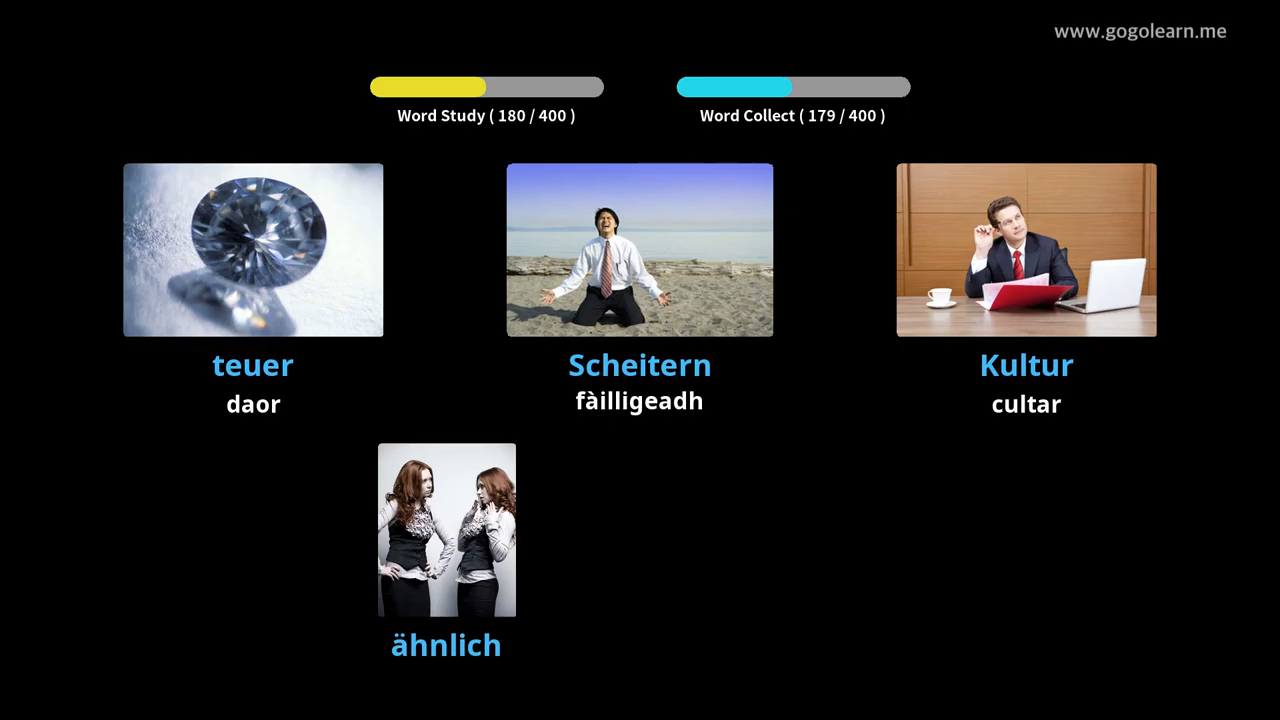 www.gogolearn.me
Word Study ( 180 / 400 )
Word Collect ( 179 / 400 )
teuer
daor
Scheitern
fàilligeadh
Kultur
cultar
ähnlich